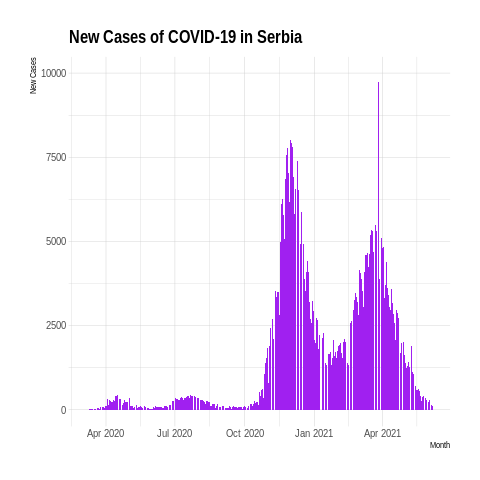 New Cases of COVID-19 in Serbia
New Cases
10000
7500
5000
2500
0
Apr 2020
Jul 2020
Oct 2020
Jan 2021
Apr 2021
Month